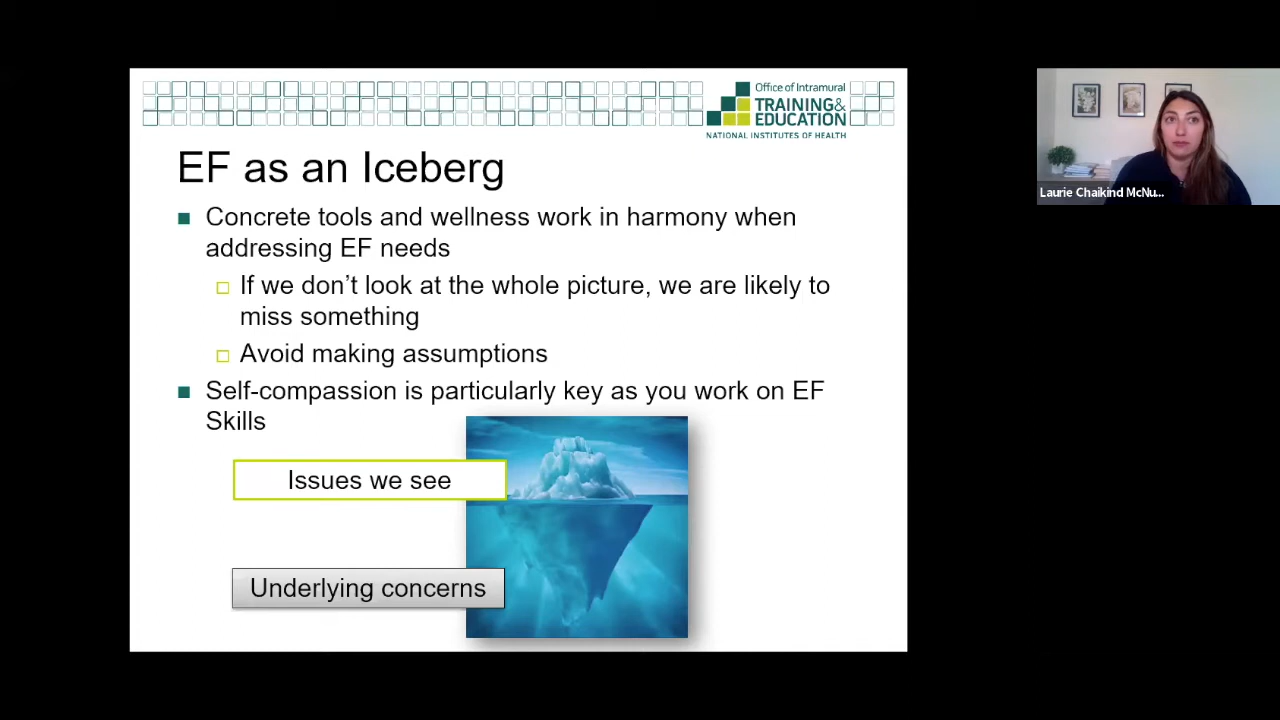 Office of Intramural
TRAINING&
EDUCATION
NATIONAL INSTITUTES OF HEALTH
EF as an Iceberg
Concrete tools and wellness work in harmony when
addressing EF needs
If we don’t look at the whole picture, we are likely to
miss something
Avoid making assumptions
Self-compassion is particularly key as you work on EF
Skills
Issues we see
Underlying concerns
Laurie Chaikind McNu...